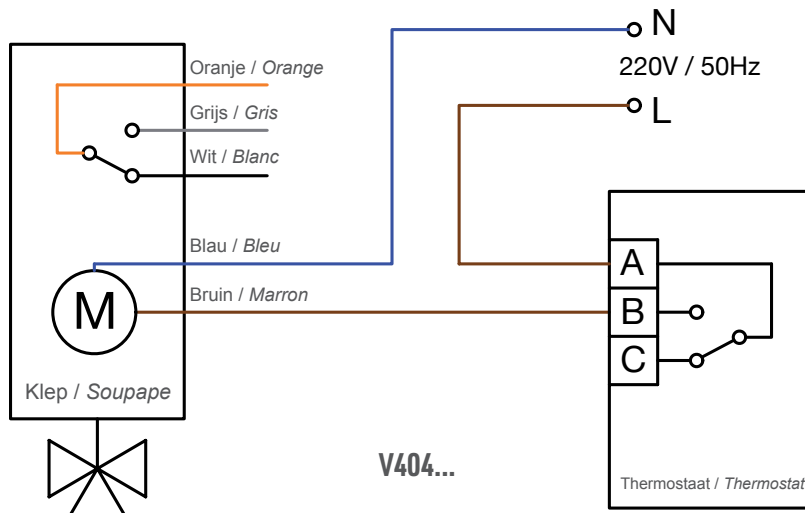 N
Oranje / Orange
220V / 50Hz
Grijs / Gris
L
Wit / Blanc
Blau / Bleu
A
Bruin / Marron
M
B
C
Klep / Soupape
V404...
Thermostaat / Thermostat